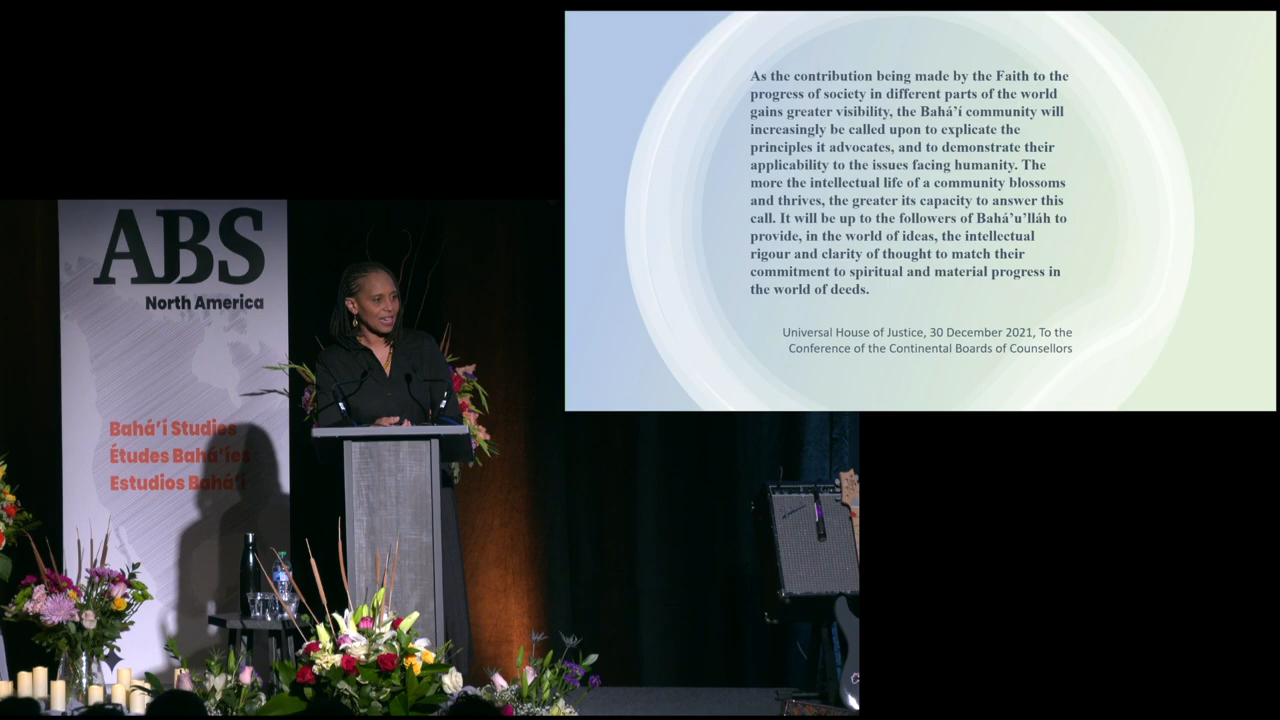 As the contribution being made by the Faith to the
progress of society in different parts of the world
gains greater visibility, the Bahá’í community will
increasingly be called upon to explicate the
principles it advocates, and to demonstrate their
applicability to the issues facing humanity. The
more the intellectual life of a community blossoms
and thrives, the greater its capacity to answer this
call. It will be up to the followers of Bahá’u’lláh to
provide, in the world of ideas, the intellectual
rigour and clarity of thought to match their
commitment to spiritual and material progress in
the world of deeds.
Universal House of Justice, 30 December 2021, To the
Conference of the Continental Boards of Counsellors
ABS
North America
Bahá’í Studies
Études Bahá’íes
Estudios Bahá’í